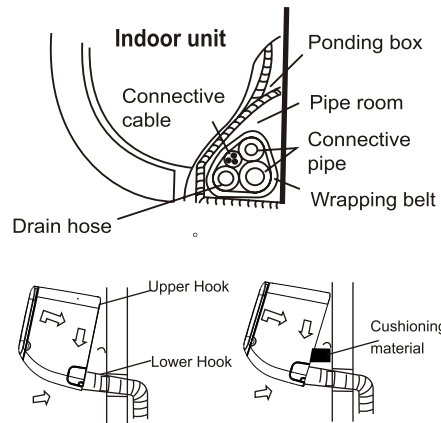 Indoor unit
Ponding box
Connective
cable
Pipe room
Connective
pipe
Wrapping belt
Drain hose
Upper Hook
Lower Hook
Cushioning
material